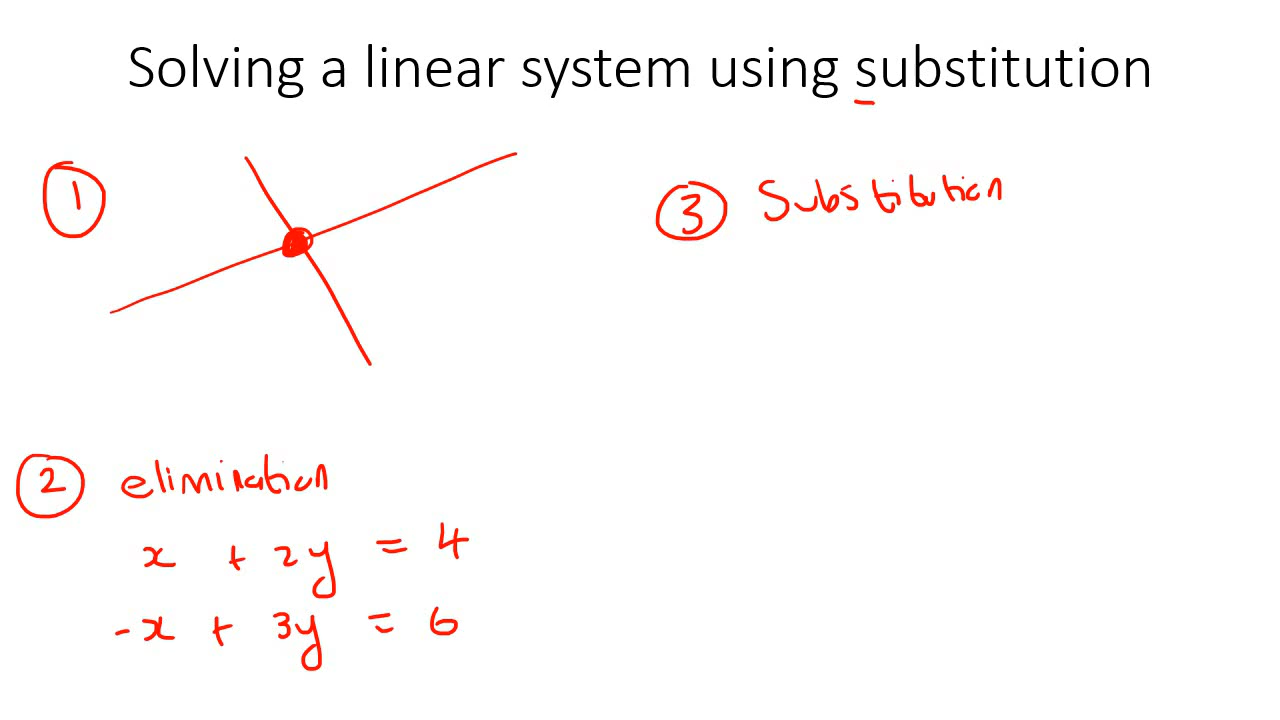 Solving a linear system using substitution
1
3 Substitution
2 elimination
x + 2y = 4
-x + 3y = 6